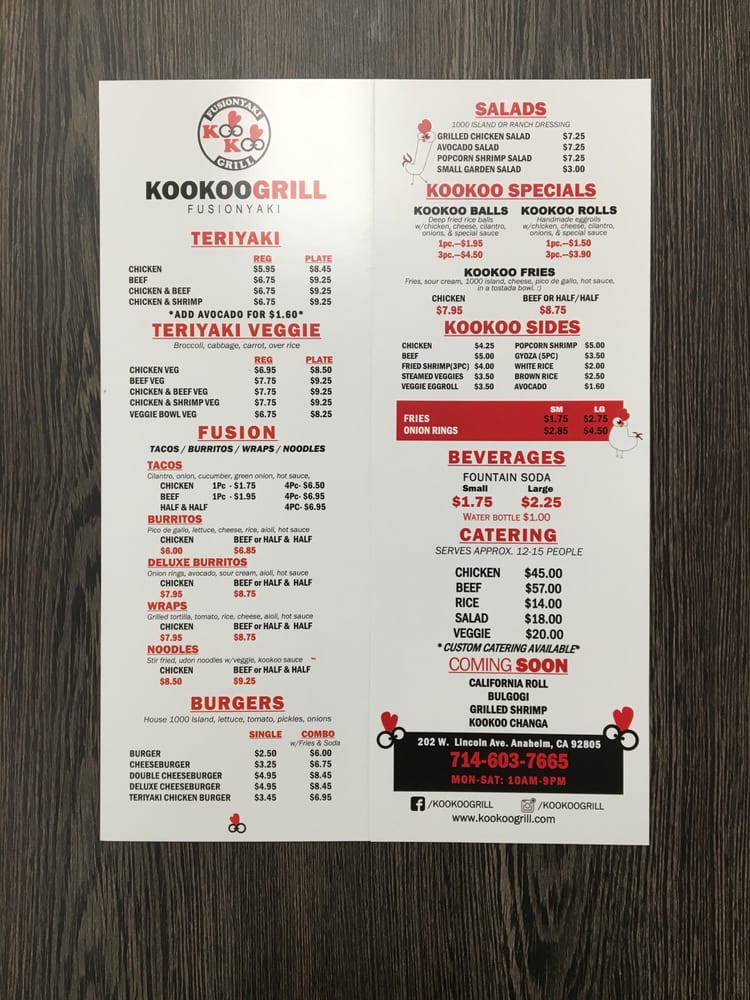 FUSIONYAKI
KOO
KOO
GRILL
KOOKOOGRILL
FUSIONYAKI
TERIYAKI
REG PLATE
CHICKEN $5.95 $8.45
BEEF $6.75 $9.25
CHICKEN & BEEF $6.75 $9.25
CHICKEN & SHRIMP $6.75 $9.25
*ADD AVOCADO FOR $1.60*
TERIYAKI VEGGIE
Broccoli, cabbage, carrot, over rice
REG PLATE
CHICKEN VEG $6.95 $8.50
BEEF VEG $7.75 $9.25
CHICKEN & BEEF VEG $7.75 $9.25
CHICKEN & SHRIMP VEG $7.75 $9.25
VEGGIE BOWL VEG $6.75 $8.25
FUSION
TACOS / BURRITOS / WRAPS / NOODLES
TACOS
Cilantro, onion, cucumber, green onion, hot sauce,
CHICKEN 1Pc - $1.75 4Pc- $6.50
BEEF 1Pc - $1.95 4Pc- $6.95
HALF & HALF 4PC- $6.95
BURRITOS
Pico de gallo, lettuce, cheese, rice, aioli, hot sauce
CHICKEN BEEF or HALF & HALF
$6.00 $6.85
DELUXE BURRITOS
Onion rings, avocado, sour cream, aioli, hot sauce
CHICKEN BEEF or HALF & HALF
$7.95 $8.75
WRAPS
Grilled tortilla, tomato, rice, cheese, aioli, hot sauce
CHICKEN BEEF or HALF & HALF
$7.95 $8.75
NOODLES
Stir fried, udon noodles w/veggie, kookoo sauce
CHICKEN BEEF or HALF & HALF
$8.50 $9.25
BURGERS
House 1000 Island, lettuce, tomato, pickles, onions
SINGLE COMBO
w/Fries & Soda
BURGER $2.50 $6.00
CHEESEBURGER $3.25 $6.75
DOUBLE CHEESEBURGER $4.95 $8.45
DELUXE CHEESEBURGER $4.95 $8.45
TERIYAKI CHICKEN BURGER $3.45 $6.95
SALADS
1000 ISLAND OR RANCH DRESSING
GRILLED CHICKEN SALAD $7.25
AVOCADO SALAD $7.25
POPCORN SHRIMP SALAD $7.25
SMALL GARDEN SALAD $3.00
KOOKOO SPECIALS
KOOKOO BALLS KOOKOO ROLLS
Deep fried rice balls Handmade eggrolls
w/chicken, cheese, cilantro, w/chicken, cheese, cilantro,
onions, & special sauce onions, & special sauce
1pc.—$1.95 1pc.—$1.50
3pc.—$4.50 3pc.—$3.90
KOOKOO FRIES
Fries, sour cream, 1000 island, cheese, pico de gallo, hot sauce,
in a tostada bowl. :)
CHICKEN BEEF OR HALF/HALF
$7.95 $8.75
KOOKOO SIDES
CHICKEN $4.25 POPCORN SHRIMP $5.00
BEEF $5.00 GYOZA (5PC) $3.50
FRIED SHRIMP(3PC) $4.00 WHITE RICE $2.00
STEAMED VEGGIES $3.50 BROWN RICE $2.50
VEGGIE EGGROLL $3.50 AVOCADO $1.60
SM LG
FRIES $1.75 $2.75
ONION RINGS $2.85 $4.50
BEVERAGES
FOUNTAIN SODA
Small Large
$1.75 $2.25
WATER BOTTLE $1.00
CATERING
SERVES APPROX. 12-15 PEOPLE
CHICKEN $45.00
BEEF $57.00
RICE $14.00
SALAD $18.00
VEGGIE $20.00
*CUSTOM CATERING AVAILABLE*
COMING SOON
CALIFORNIA ROLL
BULGOGI
GRILLED SHRIMP
KOOKOO CHANGA
202 W. Lincoln Ave. Anaheim, CA 92805
714-603-7665
MON-SAT: 10AM-9PM
/KOOKOOGRILL /KOOKOOGRILL
www.kookoogrill.com